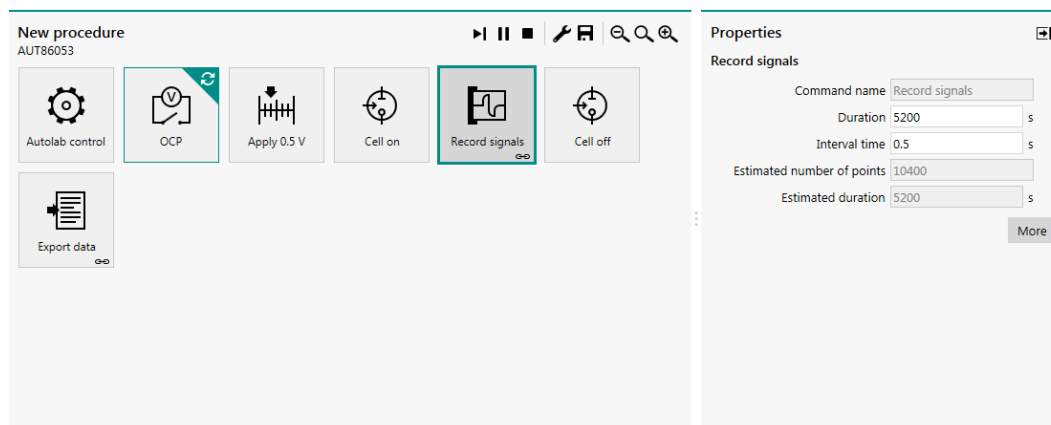 New procedure
AUT86053
Autolab control
OCP
Apply 0.5 V
Cell on
Record signals
Cell off
Export data
Properties
Record signals
Command name Record signals
Duration 5200 s
Interval time 0.5 s
Estimated number of points 10400
Estimated duration 5200 s
More